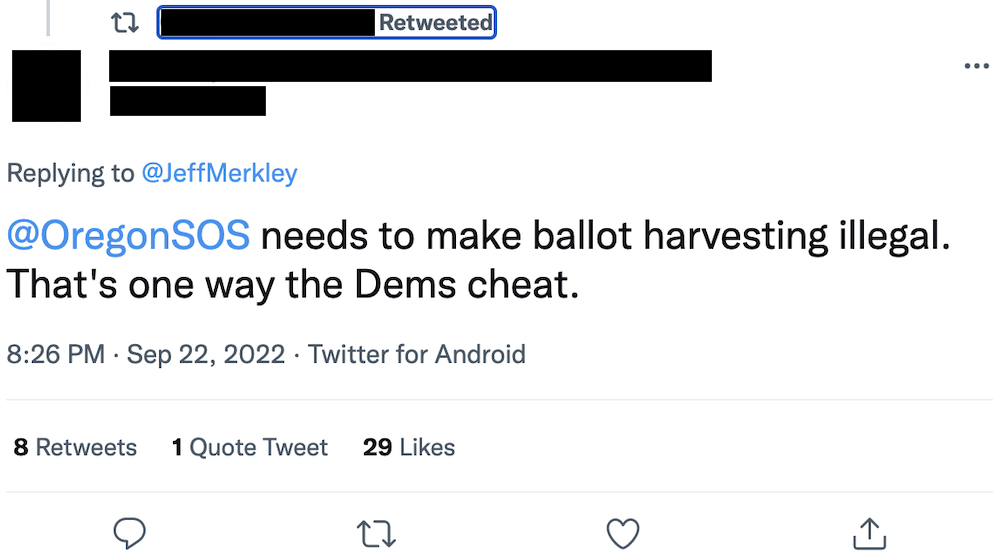 Retweeted
Replying to @JeffMerkley
@OregonSOS needs to make ballot harvesting illegal.
That's one way the Dems cheat.
8:26 PM · Sep 22, 2022 · Twitter for Android
8 Retweets 1 Quote Tweet 29 Likes